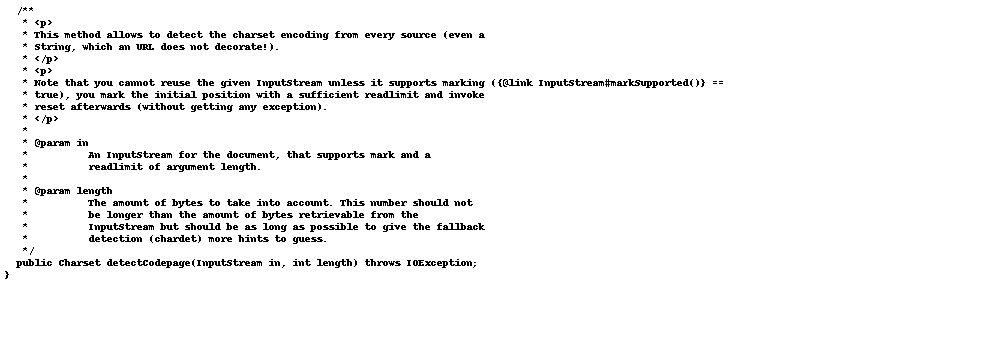 /**
 * <p>
 * This method allows to detect the charset encoding from every source (even a
 * String, which an URL does not decorate!).
 * </p>
 * <p>
 * Note that you cannot reuse the given InputStream unless it supports marking ({@link InputStream#markSupported()} ==
 * true), you mark the initial position with a sufficient readlimit and invoke
 * reset afterwards (without getting any exception).
 * </p>
 *
 * @param in
 *          An InputStream for the document, that supports mark and a
 *          readlimit of argument length.
 *
 * @param length
 *          The amount of bytes to take into account. This number should not
 *          be longer than the amount of bytes retrievable from the
 *          InputStream but should be as long as possible to give the fallback
 *          detection (chardet) more hints to guess.
 */
public Charset detectCodepage(InputStream in, int length) throws IOException;
}